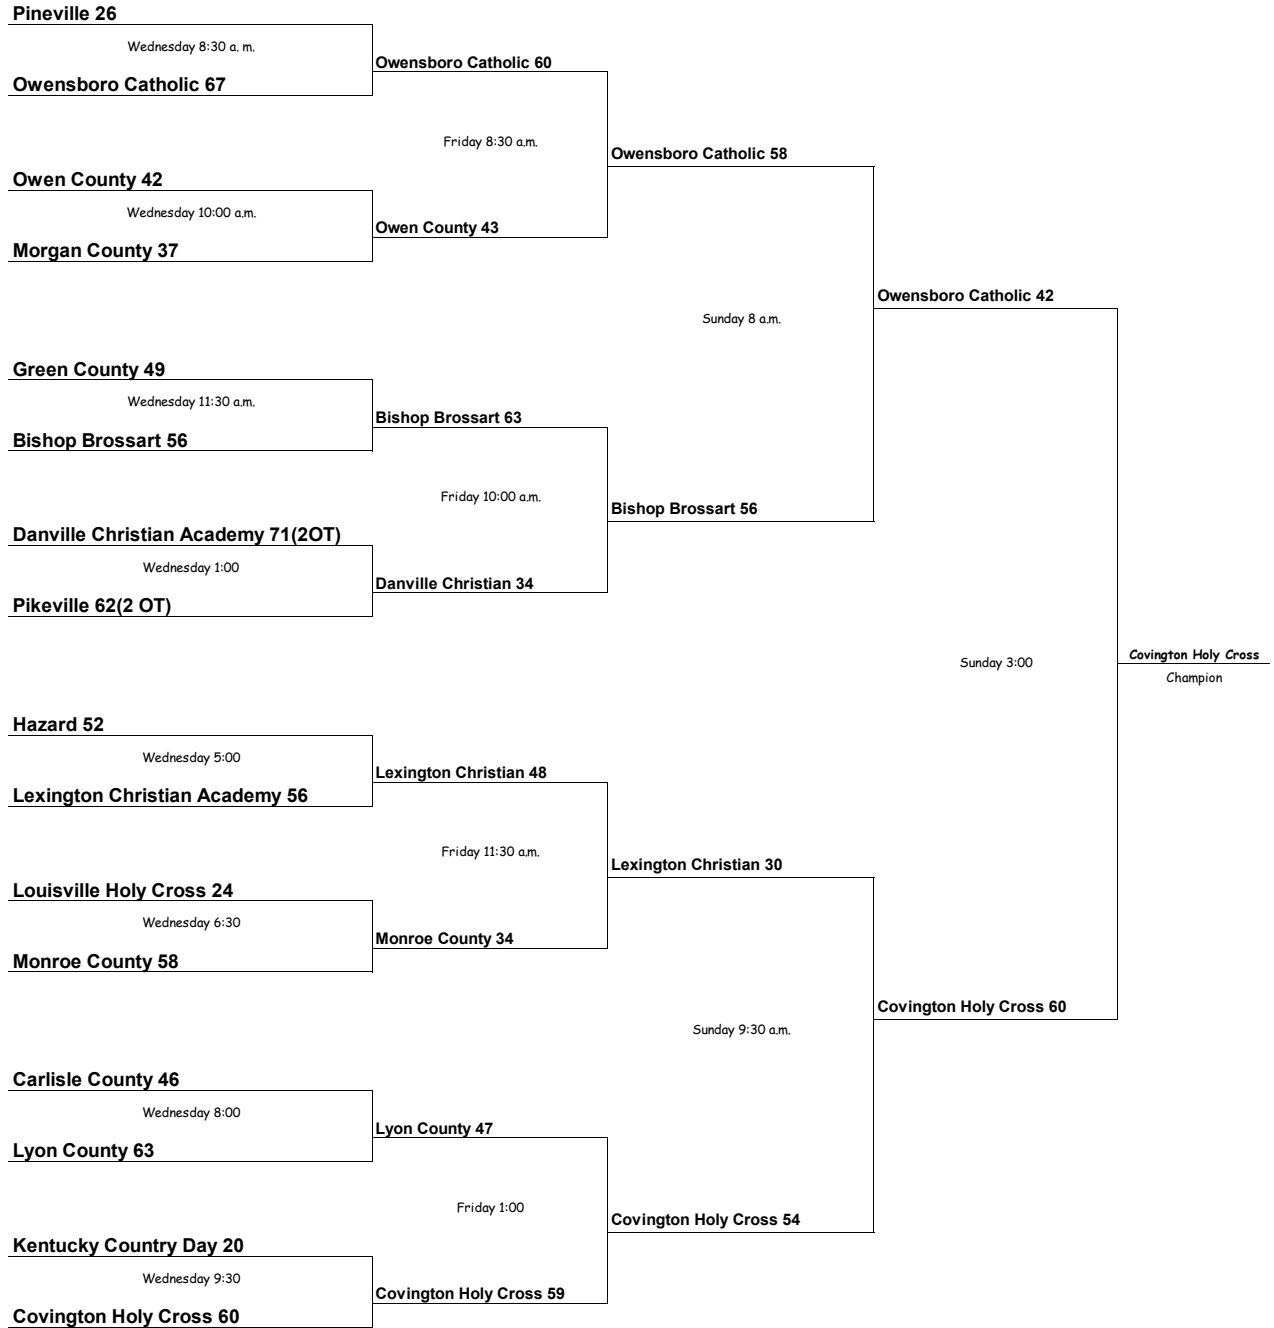 Pineville 26
Wednesday 8:30 a. m.
Owensboro Catholic 60
Owensboro Catholic 67
Friday 8:30 a.m.
Owensboro Catholic 58
Owen County 42
Wednesday 10:00 a.m.
Owen County 43
Morgan County 37
Owensboro Catholic 42
Sunday 8 a.m.
Green County 49
Wednesday 11:30 a.m.
Bishop Brossart 63
Bishop Brossart 56
Friday 10:00 a.m.
Bishop Brossart 56
Danville Christian Academy 71(2OT)
Wednesday 1:00
Danville Christian 34
Pikeville 62(2 OT)
Covington Holy Cross
Sunday 3:00
Champion
Hazard 52
Wednesday 5:00
Lexington Christian 48
Lexington Christian Academy 56
Friday 11:30 a.m.
Lexington Christian 30
Louisville Holy Cross 24
Wednesday 6:30
Monroe County 34
Monroe County 58
Covington Holy Cross 60
Sunday 9:30 a.m.
Carlisle County 46
Wednesday 8:00
Lyon County 47
Lyon County 63
Friday 1:00
Covington Holy Cross 54
Kentucky Country Day 20
Wednesday 9:30
Covington Holy Cross 59
Covington Holy Cross 60